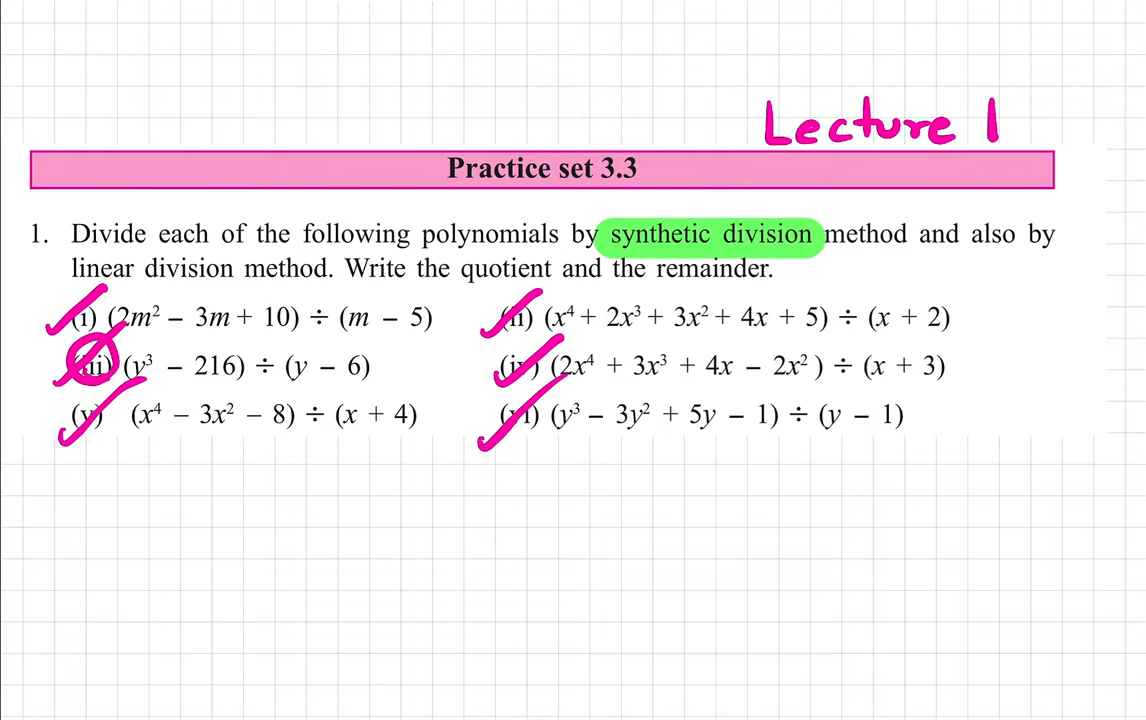 Lecture 1
Practice set 3.3
1. Divide each of the following polynomials by synthetic division method and also by
linear division method. Write the quotient and the remainder.
(i) (2m² − 3m + 10) ÷ (m − 5) (ii) (x⁴ + 2x³ + 3x² + 4x + 5) ÷ (x + 2)
(iii) (y³ − 216) ÷ (y − 6) (iv) (2x⁴ + 3x³ + 4x − 2x² ) ÷ (x + 3)
(v) (x⁴ − 3x² − 8) ÷ (x + 4) (vi) (y³ − 3y² + 5y − 1) ÷ (y − 1)